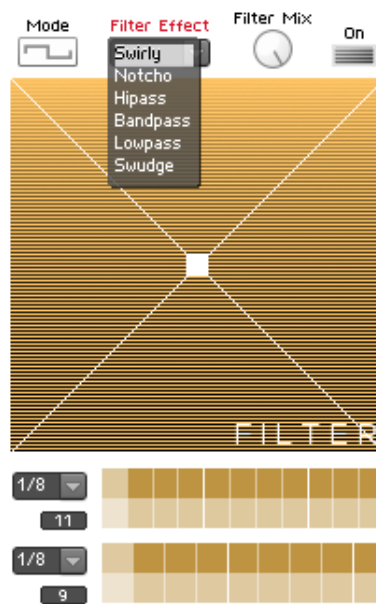 Mode
Filter Effect
Filter Mix
On
Swirly
Notcho
Hipass
Bandpass
Lowpass
Swudge
FILTER
1/8
11
1/8
9